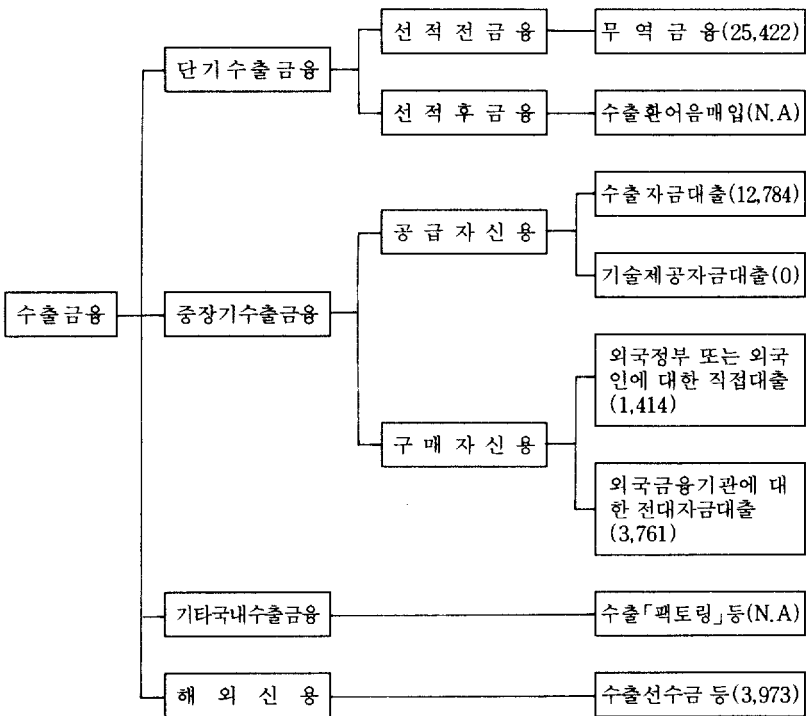 수출금융
단기수출금융
선적전금융
무역금융(25,422)
선적후금융
수출환어음매입(N.A)
중장기수출금융
공급자신용
수출자금대출(12,784)
기술제공자금대출(0)
구매자신용
외국정부 또는 외국
인에 대한 직접대출
(1,414)
외국금융기관에 대
한 전대자금대출
(3,761)
기타국내수출금융
수출「팩토링」등(N.A)
해외신용
수출선수금 등(3,973)